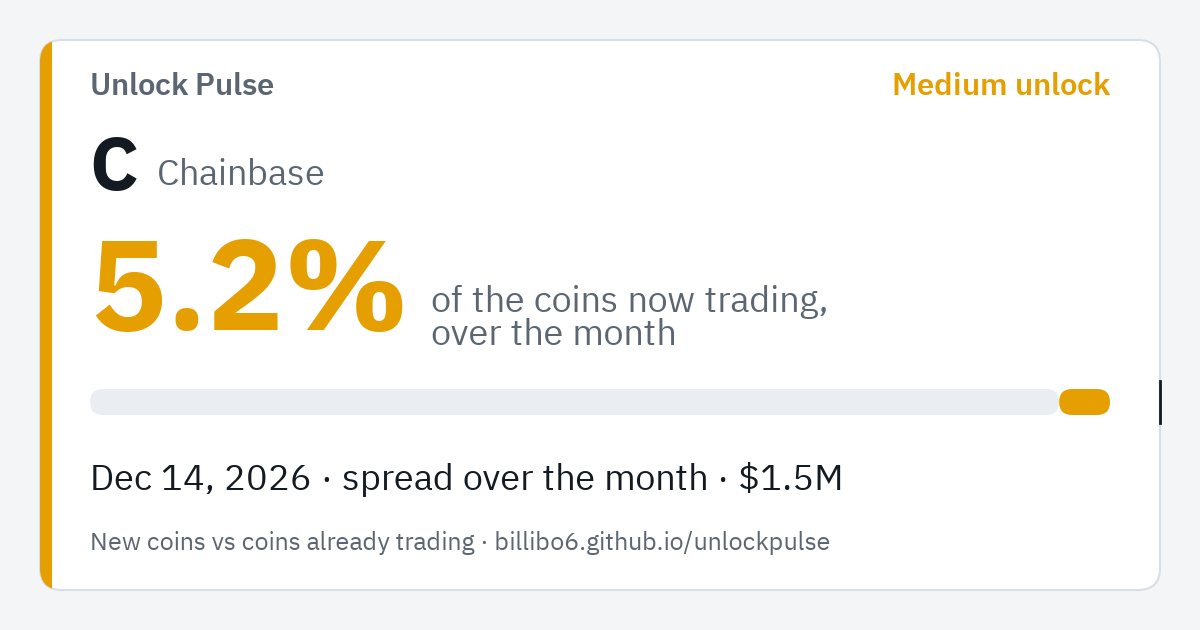 Unlock Pulse
Medium unlock
C Chainbase
5.2% of the coins now trading,
over the month
Dec 14, 2026 · spread over the month · $1.5M
New coins vs coins already trading · billibo6.github.io/unlockpulse